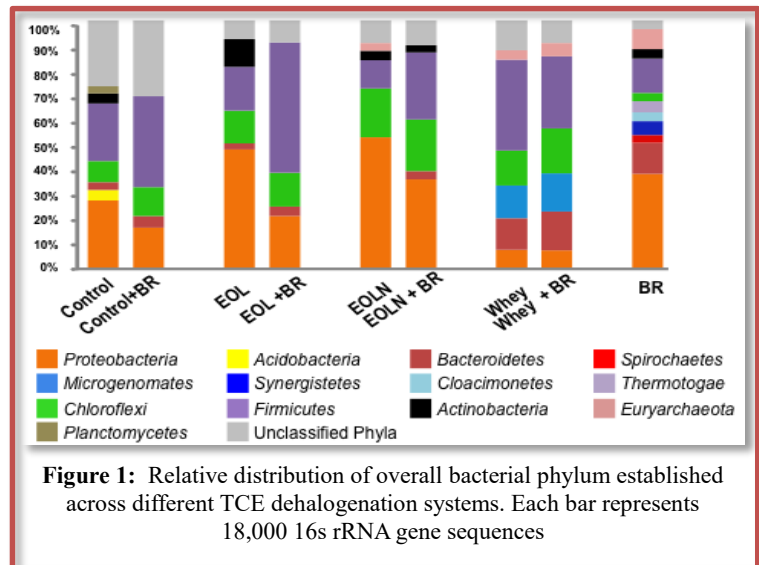 100%
90%
80%
70%
60%
50%
40%
30%
20%
10%
0%
Control
Control+BR
EOL
EOL +BR
EOLN
EOLN + BR
Whey
Whey + BR
BR
Proteobacteria Acidobacteria Bacteroidetes Spirochaetes
Microgenomates Synergistetes Cloacimonetes Thermotogae
Chloroflexi Firmicutes Actinobacteria Euryarchaeota
Planctomycetes Unclassified Phyla
Figure 1: Relative distribution of overall bacterial phylum established
across different TCE dehalogenation systems. Each bar represents
18,000 16s rRNA gene sequences